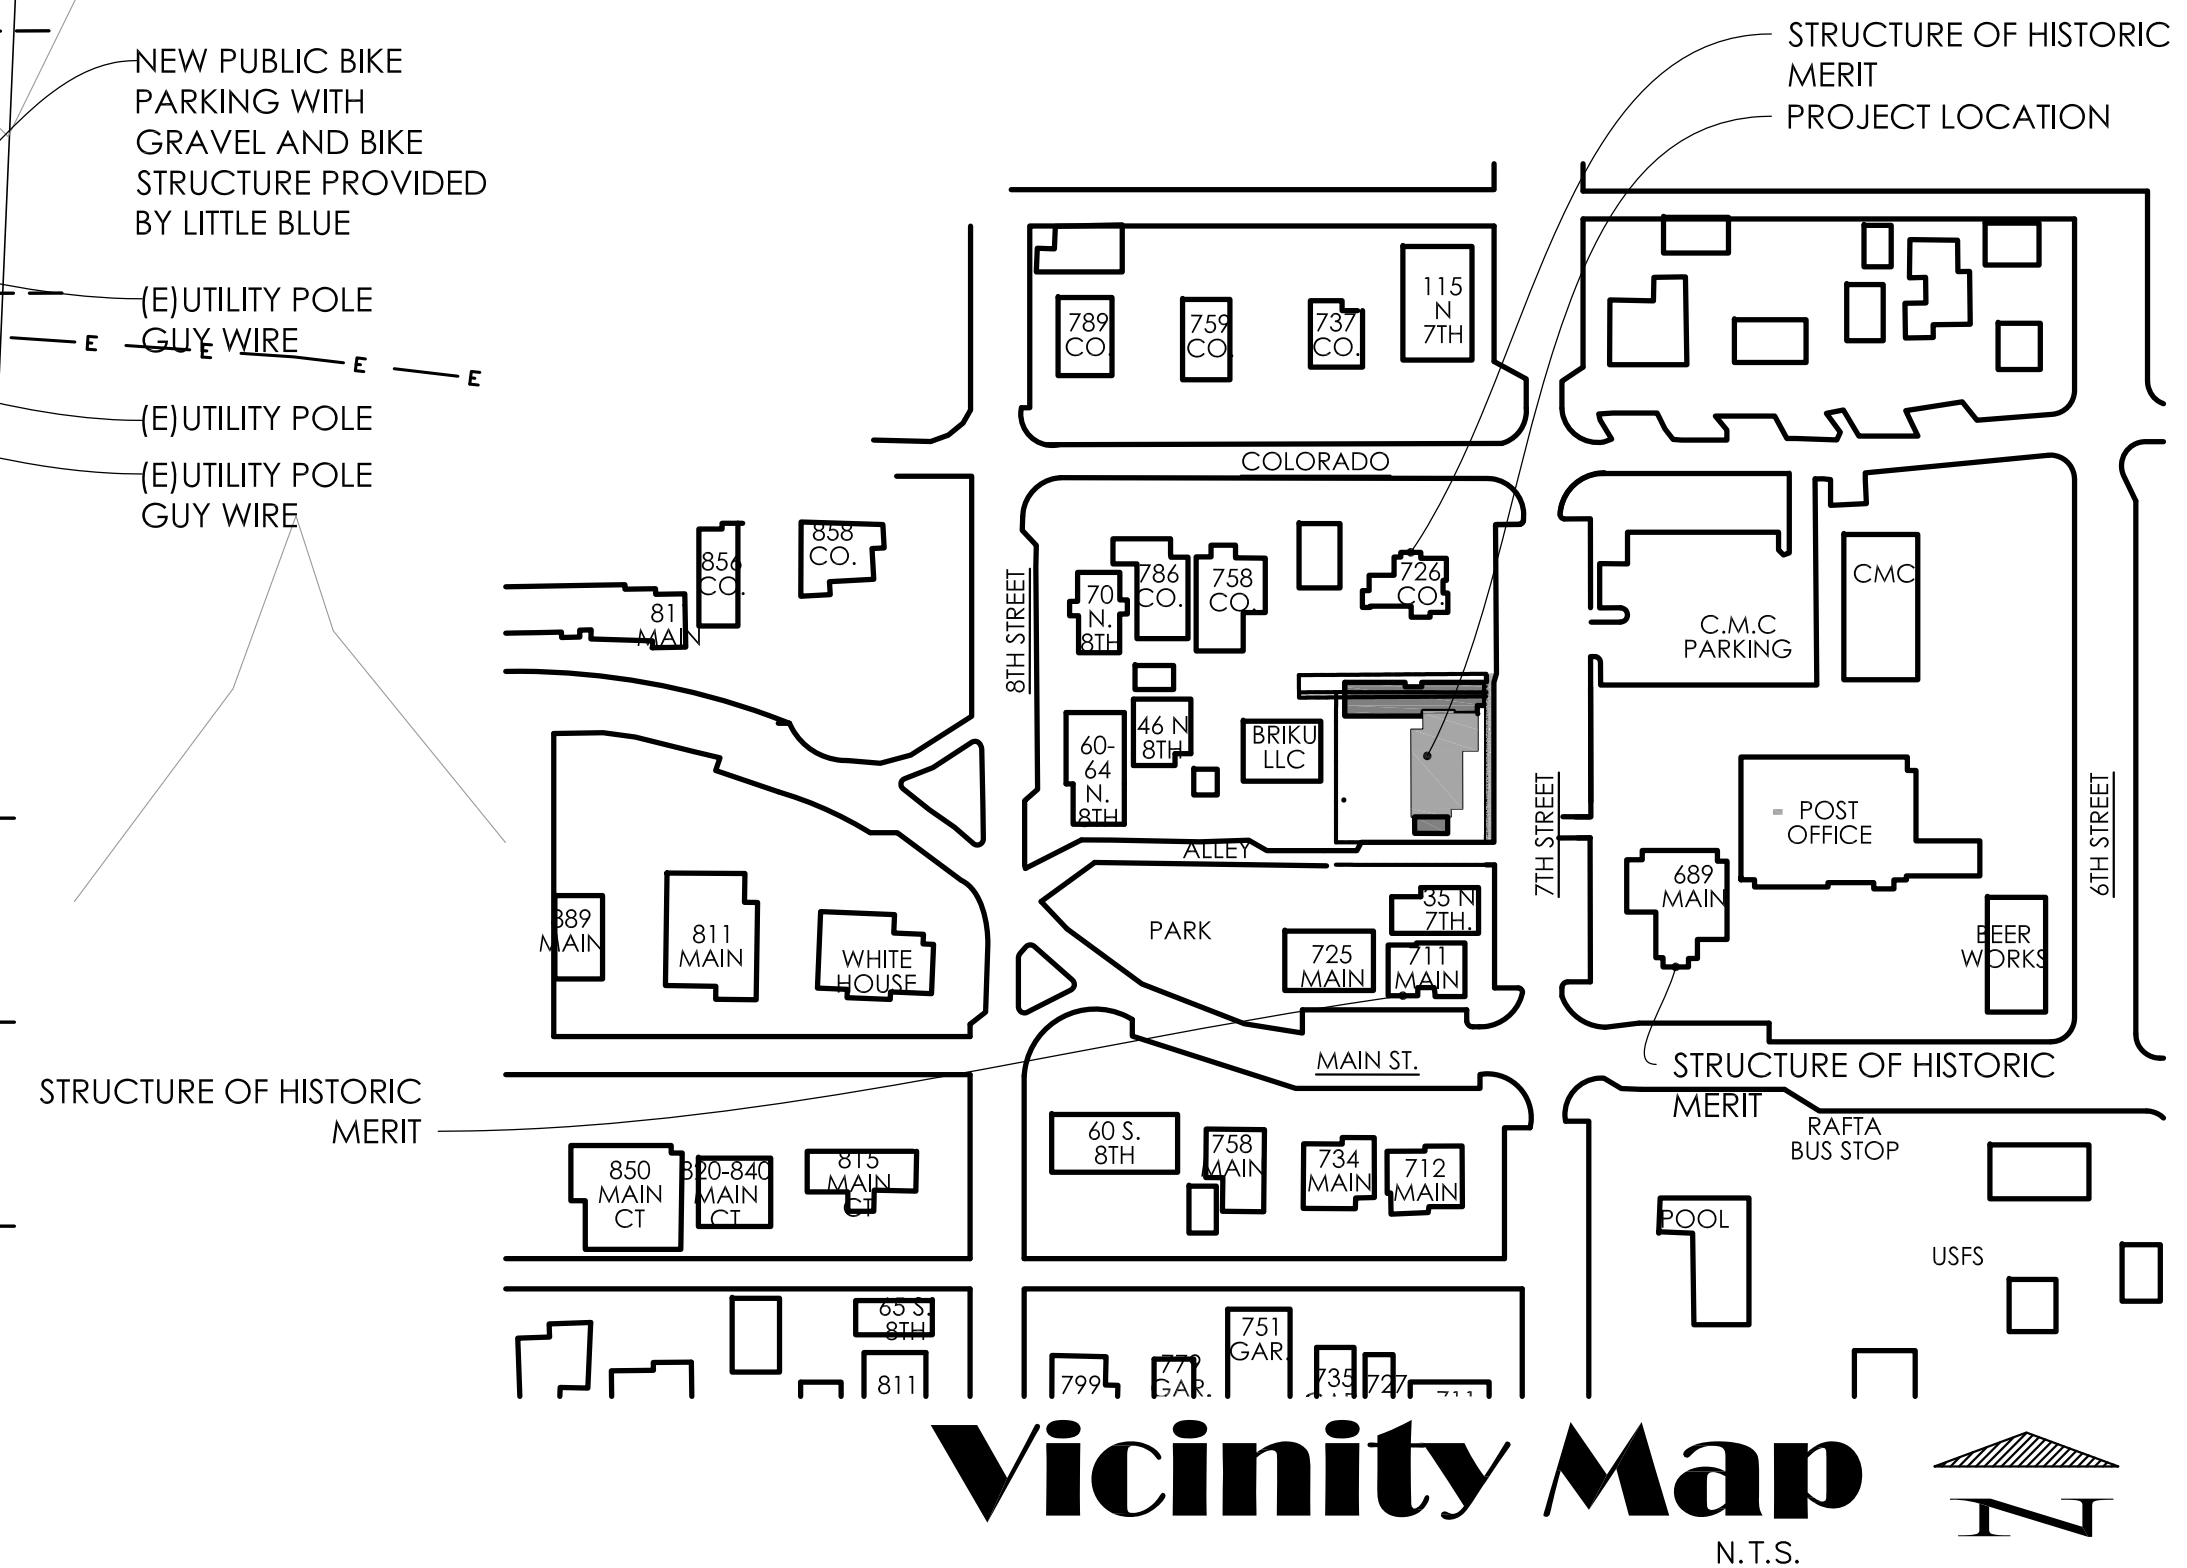 NEW PUBLIC BIKE
PARKING WITH
GRAVEL AND BIKE
STRUCTURE PROVIDED
BY LITTLE BLUE
(E)UTILITY POLE
GUY WIRE
E
E
E
E
(E)UTILITY POLE
(E)UTILITY POLE
GUY WIRE
STRUCTURE OF HISTORIC
MERIT
PROJECT LOCATION
789
CO.
759
CO.
737
CO.
115
N
7TH
COLORADO
856
CO.
858
CO.
81
MAIN
8TH STREET
70
N.
8TH
786
CO.
758
CO.
726
CO.
C.M.C
PARKING
CMC
46 N
8TH
60-
64
N.
8TH
BRIKU
LLC
ALLEY
7TH STREET
POST
OFFICE
6TH STREET
689
MAIN
BEER
WORKS
889
MAIN
811
MAIN
WHITE
HOUSE
PARK
35 N
7TH.
725
MAIN
711
MAIN
MAIN ST.
STRUCTURE OF HISTORIC
MERIT
STRUCTURE OF HISTORIC
MERIT
RAFTA
BUS STOP
850
MAIN
CT
820-840
MAIN
CT
815
MAIN
CT
60 S.
8TH
758
MAIN
734
MAIN
712
MAIN
POOL
USFS
65 S.
8TH
811
799
779
GAR.
751
GAR.
735
727
711
Vicinity Map
N
N.T.S.